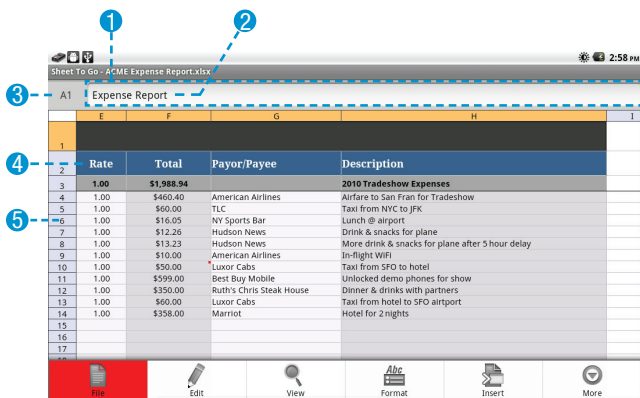 1 2
2:58 PM
Sheet To Go - ACME Expense Report.xlsx
3 A1 Expense Report
E F G H I
1
4 2 Rate Total Payor/Payee Description
3 1.00 $1,988.94 2010 Tradeshow Expenses
4 1.00 $460.40 American Airlines Airfare to San Fran for Tradeshow
5 1.00 $60.00 TLC Taxi from NYC to JFK
5 6 1.00 $16.05 NY Sports Bar Lunch @ airport
7 1.00 $12.26 Hudson News Drink & snacks for plane
8 1.00 $13.23 Hudson News More drink & snacks for plane after 5 hour delay
9 1.00 $10.00 American Airlines In-flight WiFi
10 1.00 $50.00 Luxor Cabs Taxi from SFO to hotel
11 1.00 $599.00 Best Buy Mobile Unlocked demo phones for show
12 1.00 $350.00 Ruth's Chris Steak House Dinner & drinks with partners
13 1.00 $60.00 Luxor Cabs Taxi from hotel to SFO airtport
14 1.00 $358.00 Marriot Hotel for 2 nights
15
16
17
Abc
File Edit View Format Insert More